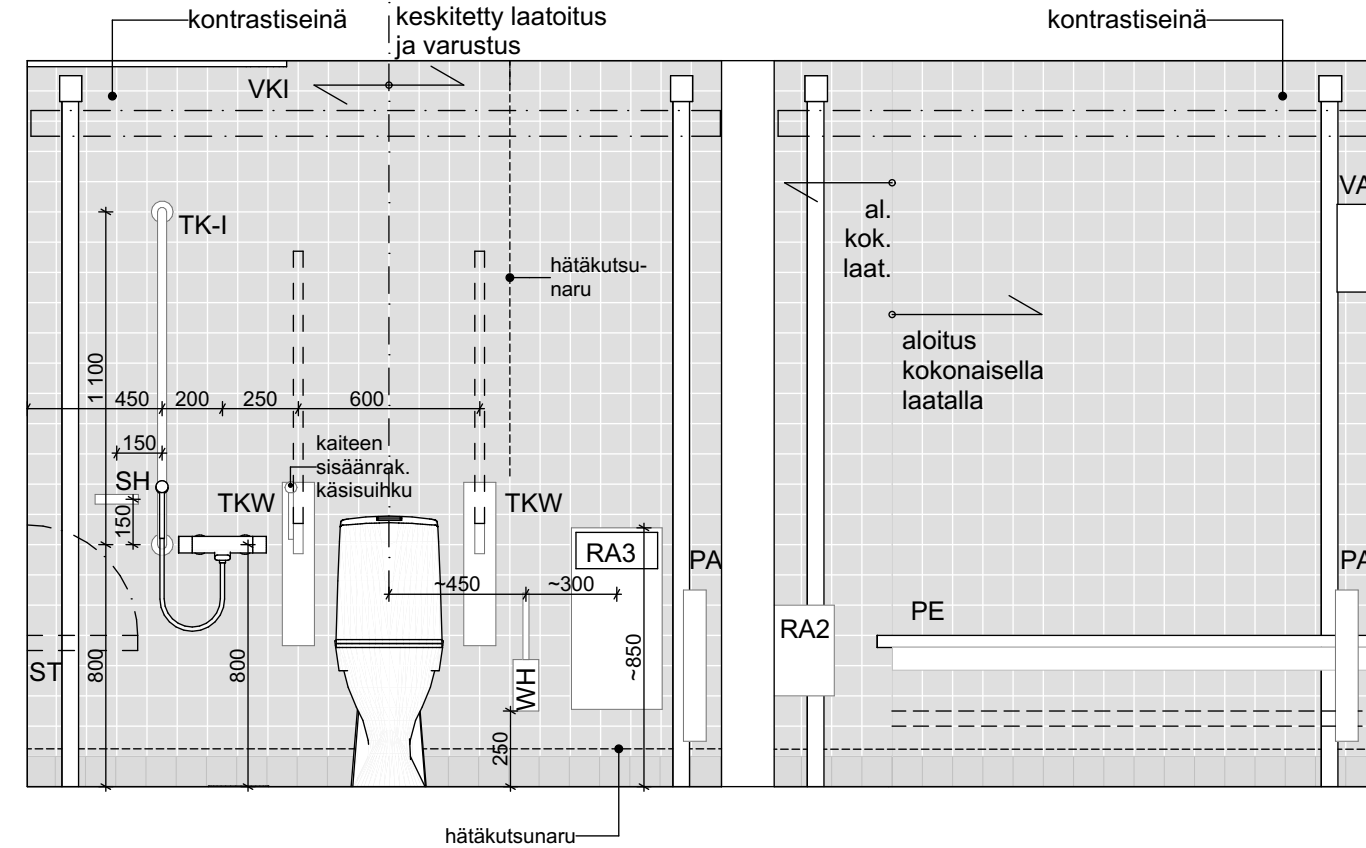 kontrastiseinä
keskitetty laatoitus
ja varustus
kontrastiseinä
VKI
TK-I
hätäkutsu-
naru
al.
kok.
laat.
VA
aloitus
kokonaisella
laatalla
1 100
450
200
250
600
150
kaiteen
sisäänrak.
käsisuihku
SH
TKW
TKW
150
RA3
PA
PA
~450
~300
PE
RA2
ST
800
800
WH
~850
250
hätäkutsunaru